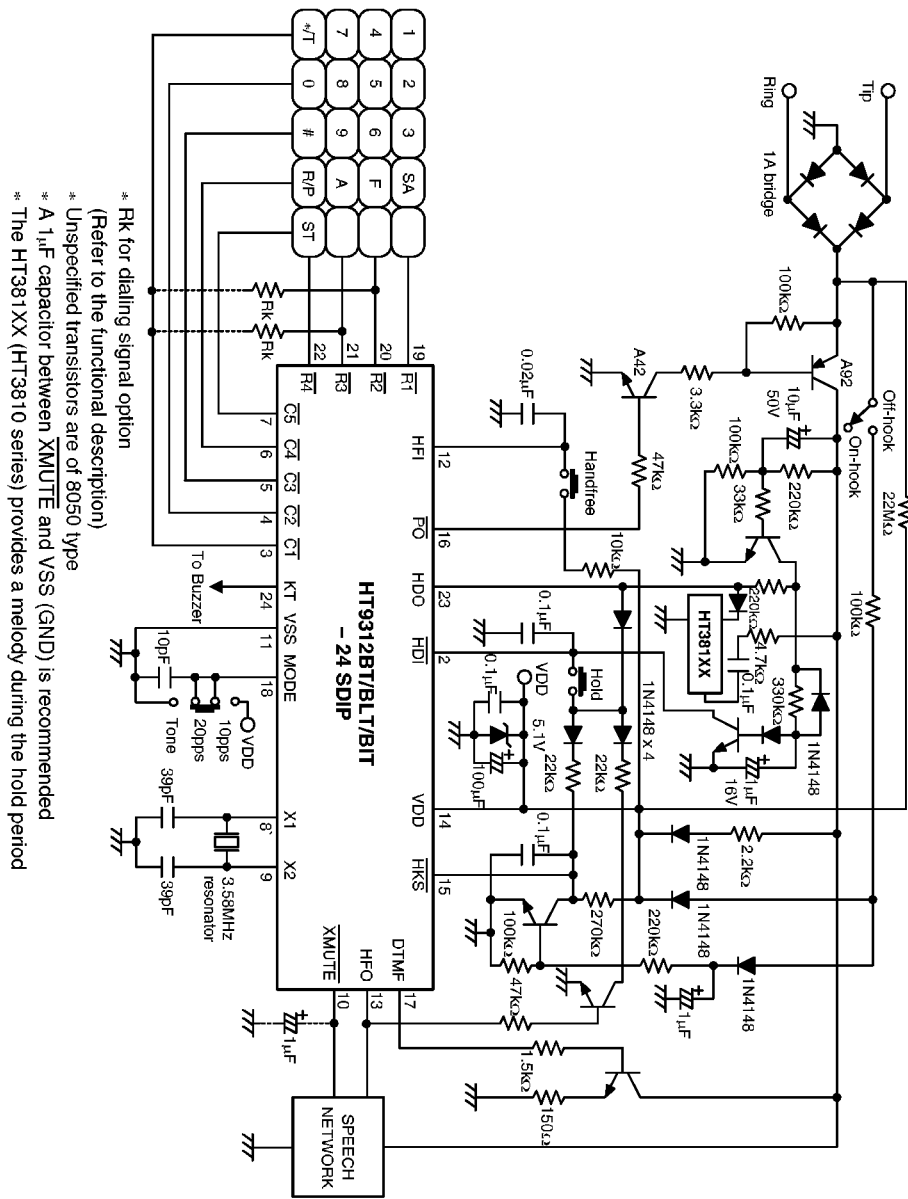 Tip
Ring
1A bridge
100kΩ
A92
Off-hook
On-hook
22MΩ
100kΩ
10µF
50V
220kΩ
100kΩ
33kΩ
3.3kΩ
A42
47kΩ
220kΩ
HT381XX
4.7kΩ
0.1µF
330kΩ
1N4148
1µF
16V
2.2kΩ
1N4148
1N4148
1N4148
0.02µF
Handfree
10kΩ
0.1µF
Hold
1N4148 x 4
VDD
0.1µF
5.1V
100µF
22kΩ
22kΩ
0.1µF
270kΩ
220kΩ
100kΩ
47kΩ
1µF
1.5kΩ
150Ω
1 2 3 SA
4 5 6 F
7 8 9 A
*/T 0 # R/P ST
Rk
Rk
19 20 21 22
R1 R2 R3 R4
12 16 23 2 14 15
HFI PO HDO HDI VDD HKS
HT9312BT/BLT/BIT
– 24 SDIP
DTMF 17
HFO 13
XMUTE 10
C5 C4 C3 C2 C1 KT VSS MODE X1 X2
7 6 5 4 3 24 11 18 8` 9
To Buzzer
10pF
VDD
10pps
20pps
Tone
39pF
39pF
3.58MHz
resonator
1µF
SPEECH
NETWORK
* Rk for dialing signal option
(Refer to the functional description)
* Unspecified transistors are of 8050 type
* A 1µF capacitor between XMUTE and VSS (GND) is recommended
* The HT381XX (HT3810 series) provides a melody during the hold period